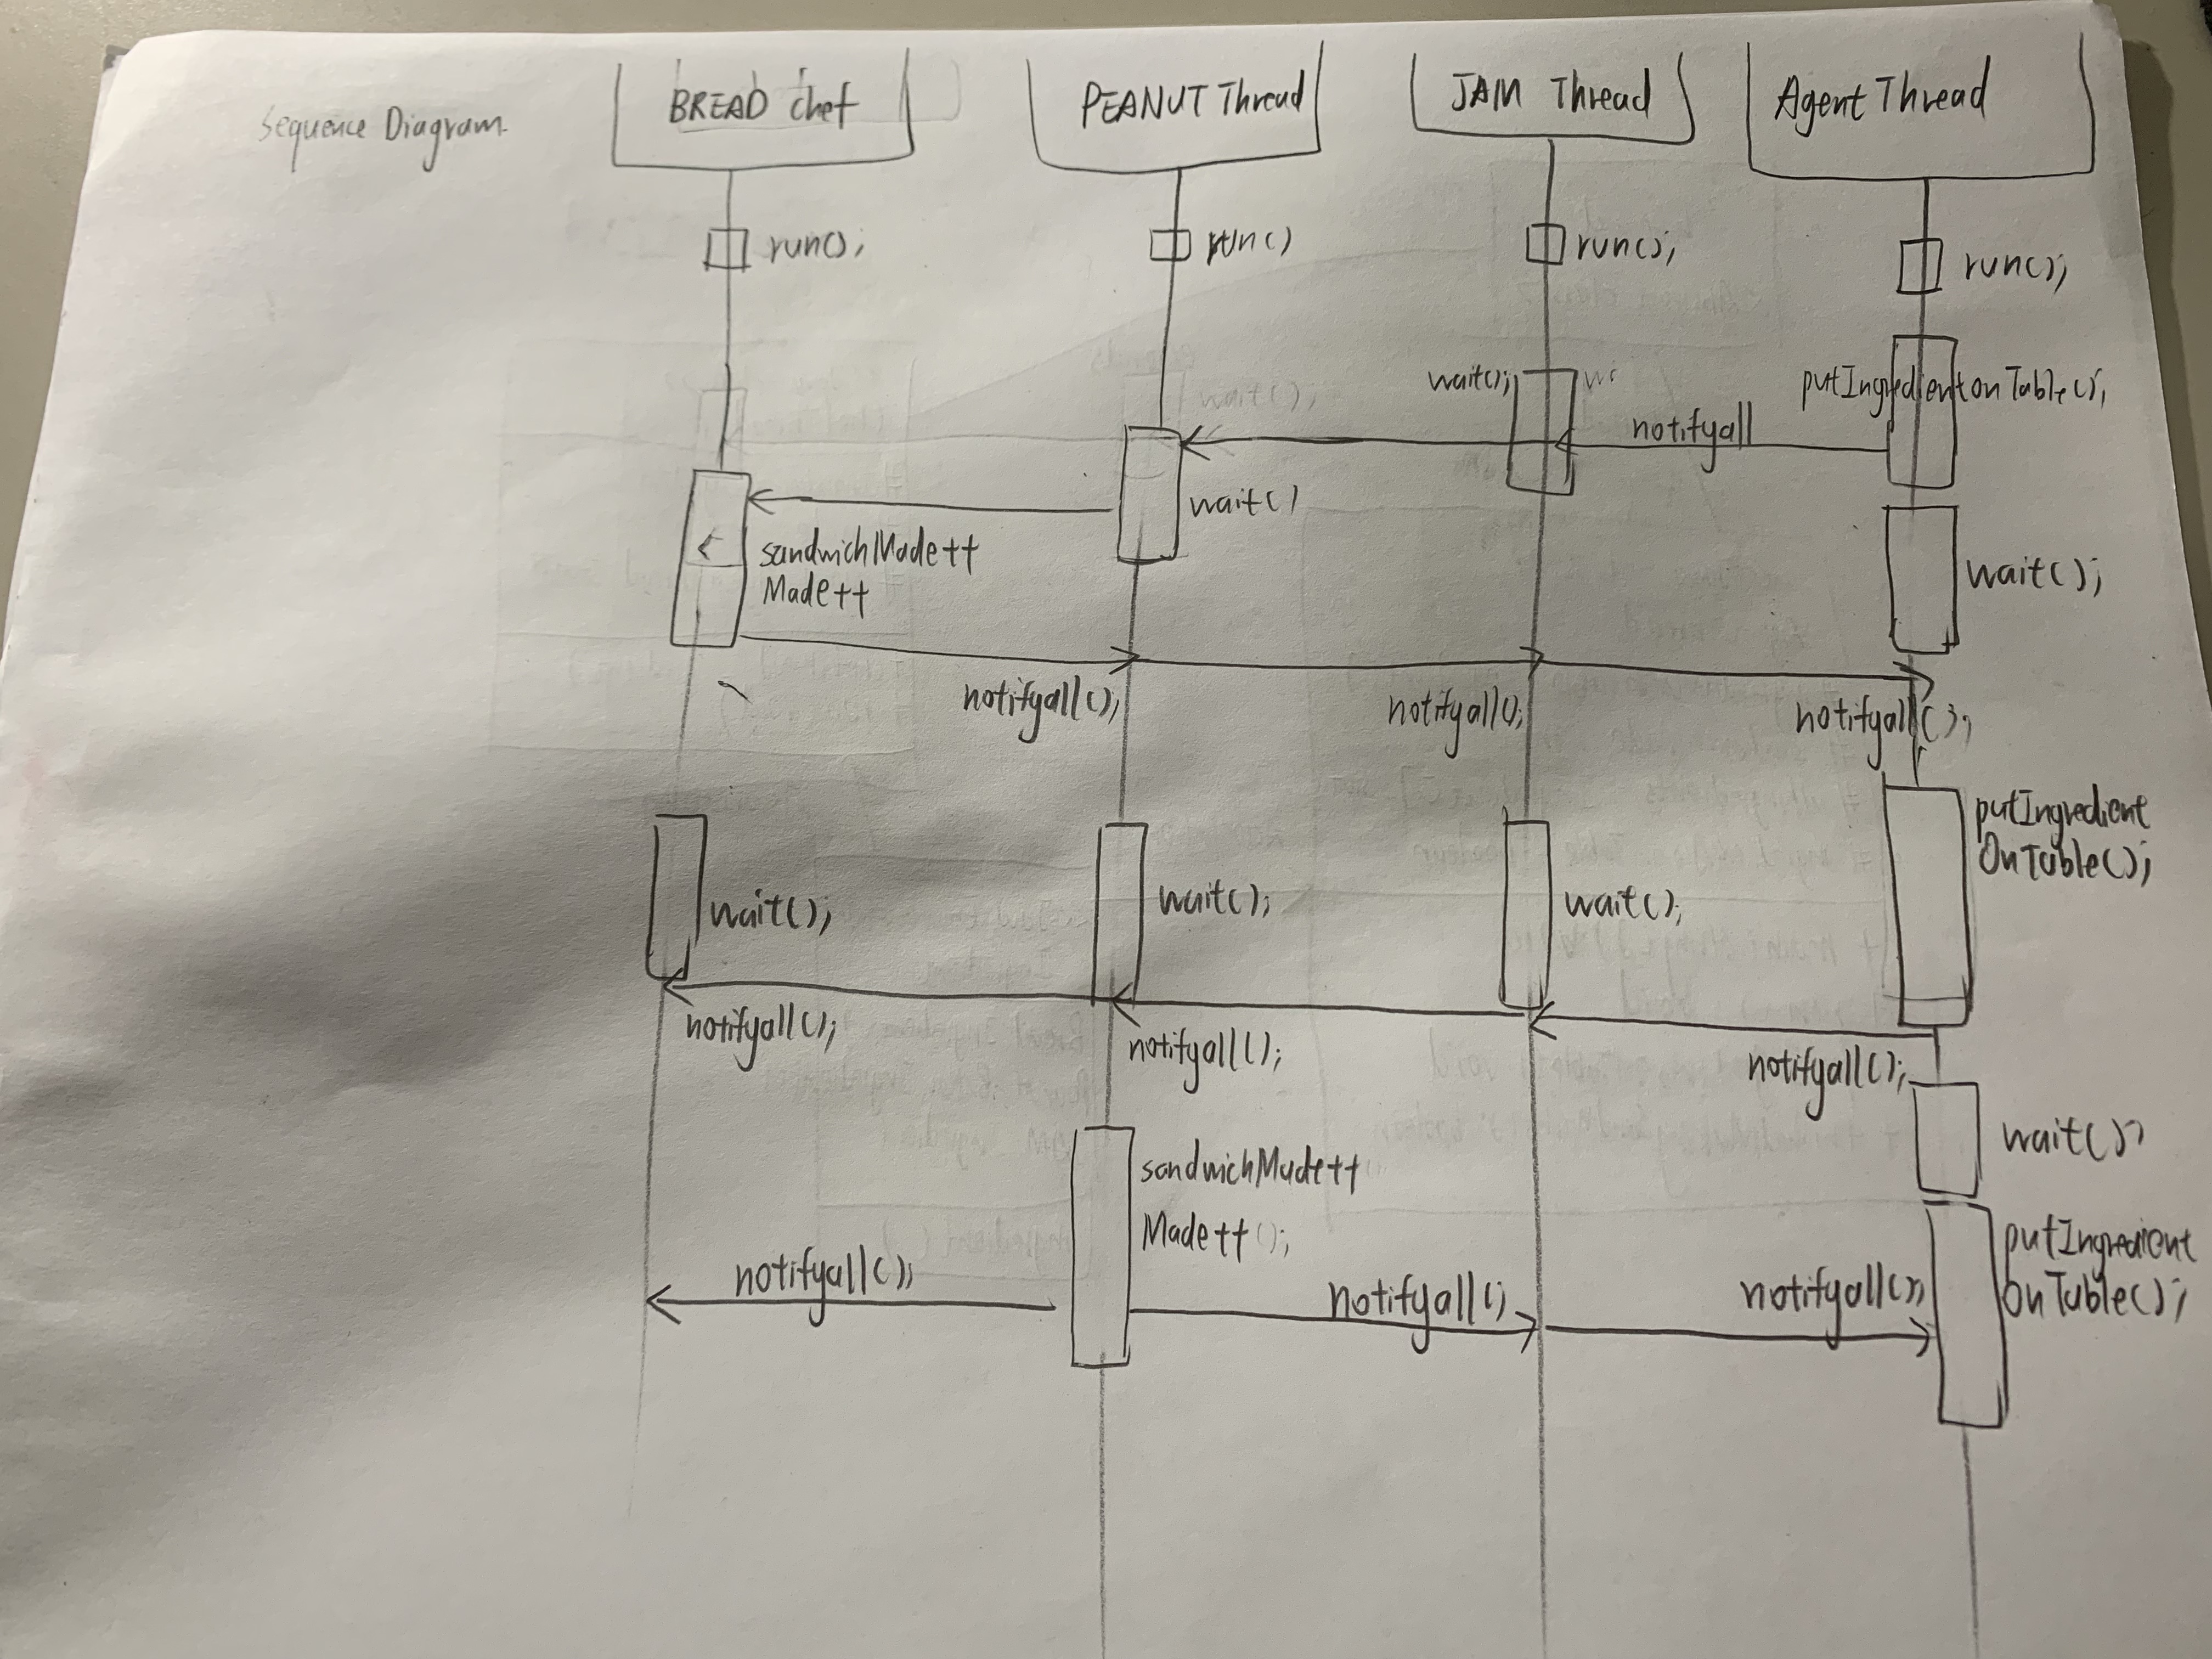 Sequence Diagram
BREAD chef
PEANUT Thread
JAM Thread
Agent Thread
run();
run()
run();
run();
wait();
putIngredientonTable();
notifyall
wait()
sandwichMade++
Made++
wait();
notifyall();
notifyall();
notifyall();
putIngredient
OnTable();
wait();
wait();
wait();
notifyall();
notifyall();
notifyall();
wait();
sandwichMade++
Made++();
putIngredient
OnTable();
notifyall();
notifyall();
notifyall();